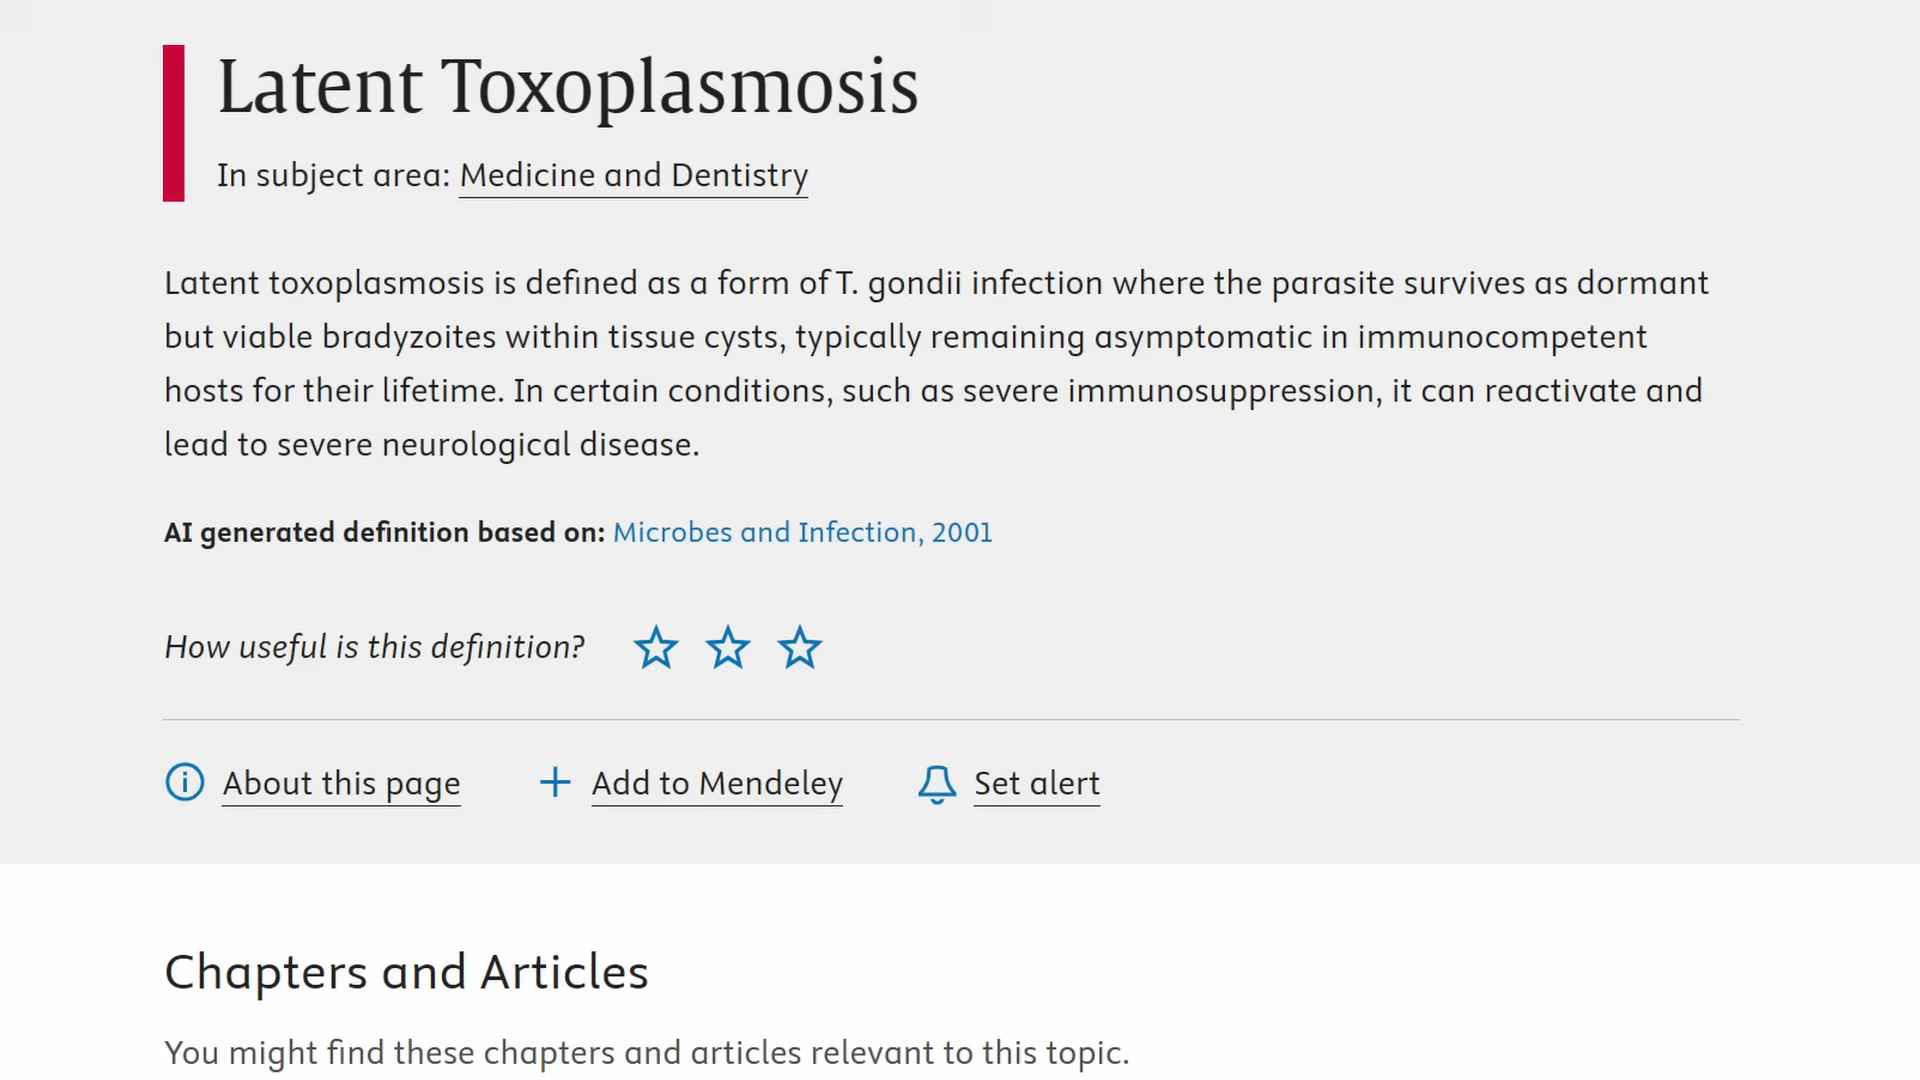 Latent Toxoplasmosis
In subject area: Medicine and Dentistry
Latent toxoplasmosis is defined as a form of T. gondii infection where the parasite survives as dormant
but viable bradyzoites within tissue cysts, typically remaining asymptomatic in immunocompetent
hosts for their lifetime. In certain conditions, such as severe immunosuppression, it can reactivate and
lead to severe neurological disease.
AI generated definition based on: Microbes and Infection, 2001
How useful is this definition?
About this page Add to Mendeley Set alert
Chapters and Articles
You might find these chapters and articles relevant to this topic.